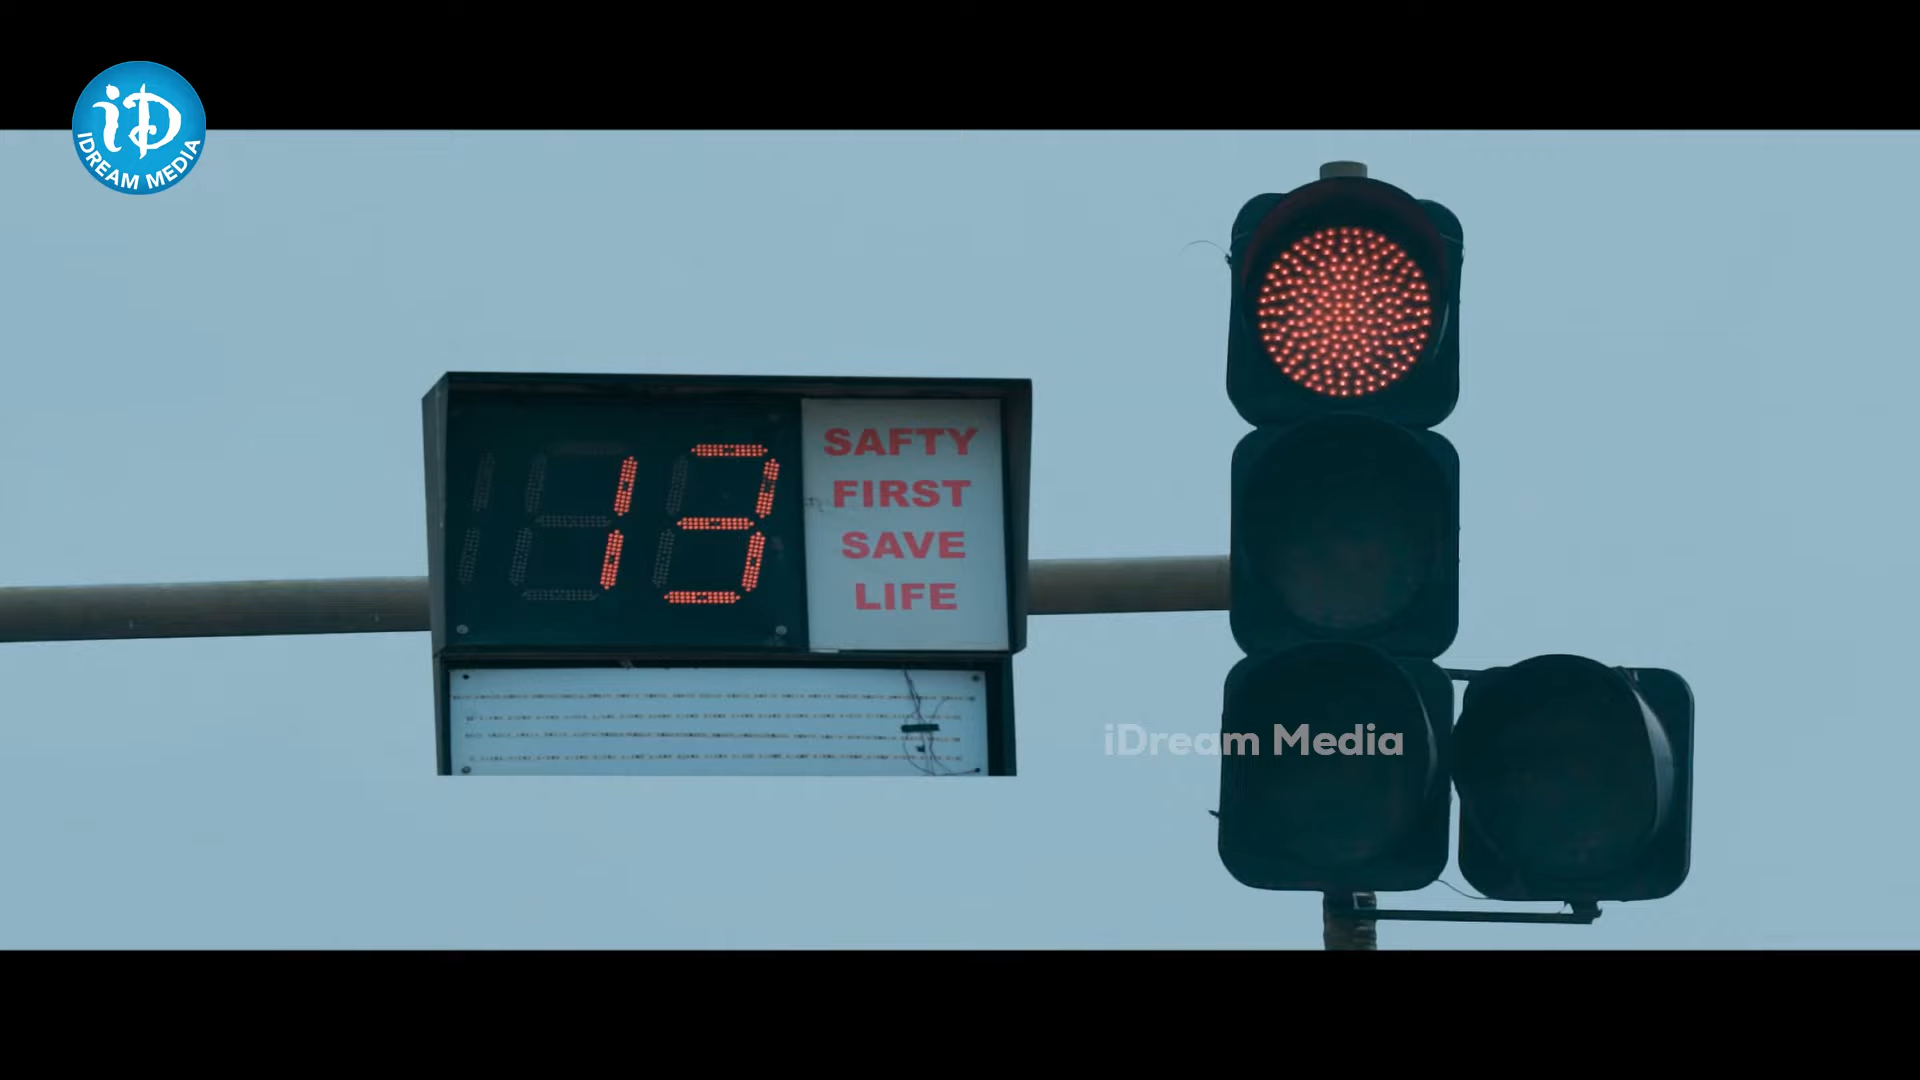 iD
IDREAM MEDIA
13
SAFTY
FIRST
SAVE
LIFE
iDream Media